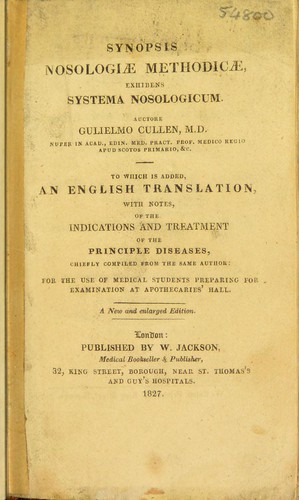 54800
SYNOPSIS
NOSOLOGIÆ METHODICÆ,
EXHIBENS
SYSTEMA NOSOLOGICUM.
AUCTORE
GULIELMO CULLEN, M.D.
NUPER IN ACAD., EDIN. MED. PRACT. PROF. MEDICO REGIO
APUD SCOTOS PRIMARIO, &c.
TO WHICH IS ADDED,
AN ENGLISH TRANSLATION,
WITH NOTES,
OF THE
INDICATIONS AND TREATMENT
OF THE
PRINCIPLE DISEASES,
CHIEFLY COMPILED FROM THE SAME AUTHOR:
FOR THE USE OF MEDICAL STUDENTS PREPARING FOR
EXAMINATION AT APOTHECARIES' HALL.
A New and enlarged Edition.
London:
PUBLISHED BY W. JACKSON,
Medical Bookseller & Publisher,
32, KING STREET, BOROUGH, NEAR ST. THOMAS'S
AND GUY'S HOSPITALS.
1827.